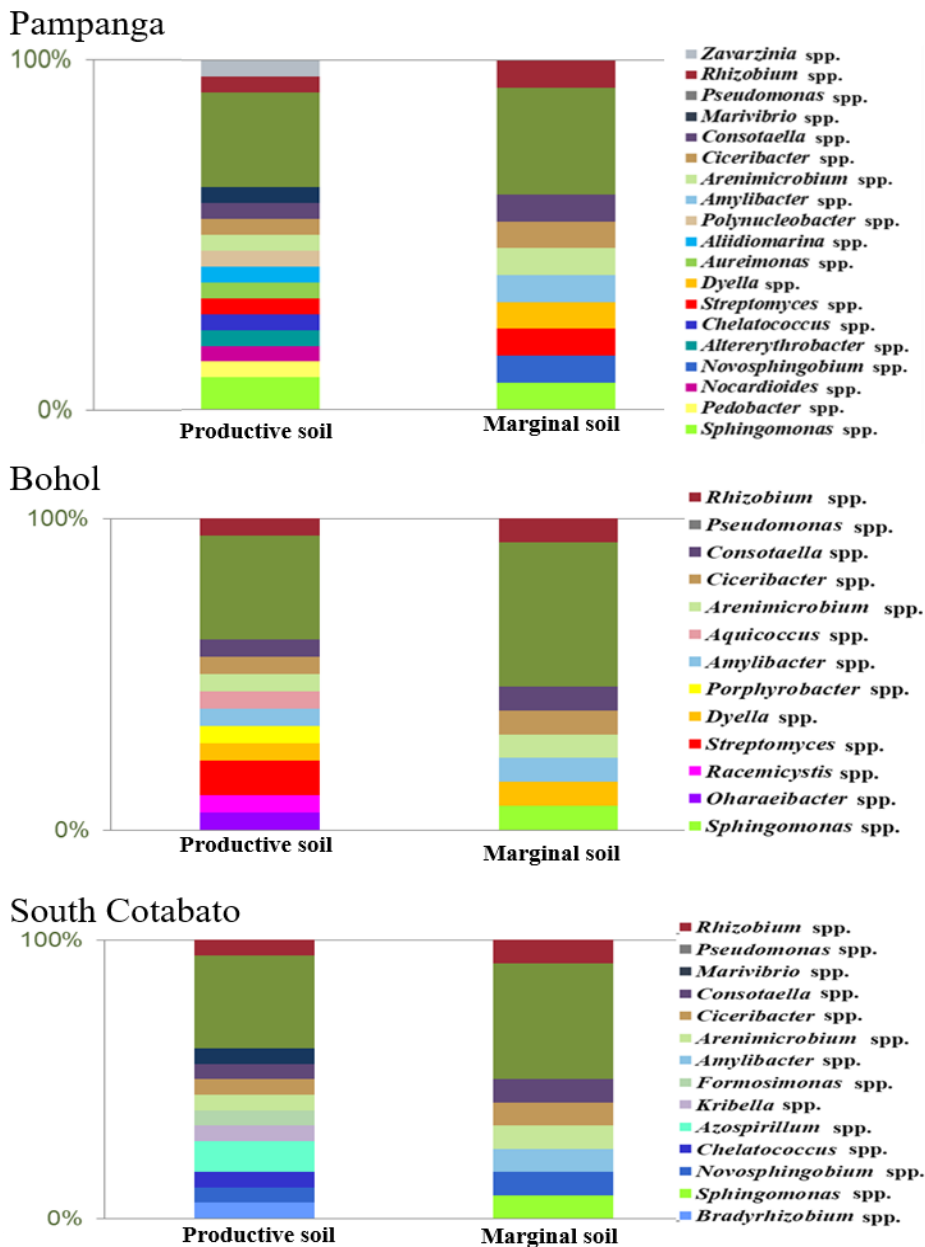 Pampanga
100%
0%
Productive soil
Marginal soil
Zavarzinia spp.
Rhizobium spp.
Pseudomonas spp.
Marivibrio spp.
Consotaella spp.
Ciceribacter spp.
Arenimicrobium spp.
Amylibacter spp.
Polynucleobacter spp.
Aliidiomarina spp.
Aureimonas spp.
Dyella spp.
Streptomyces spp.
Chelatococcus spp.
Altererythrobacter spp.
Novosphingobium spp.
Nocardioides spp.
Pedobacter spp.
Sphingomonas spp.
Bohol
100%
0%
Productive soil
Marginal soil
Rhizobium spp.
Pseudomonas spp.
Consotaella spp.
Ciceribacter spp.
Arenimicrobium spp.
Aquicoccus spp.
Amylibacter spp.
Porphyrobacter spp.
Dyella spp.
Streptomyces spp.
Racemicystis spp.
Oharaeibacter spp.
Sphingomonas spp.
South Cotabato
100%
0%
Productive soil
Marginal soil
Rhizobium spp.
Pseudomonas spp.
Marivibrio spp.
Consotaella spp.
Ciceribacter spp.
Arenimicrobium spp.
Amylibacter spp.
Formosimonas spp.
Kribella spp.
Azospirillum spp.
Chelatococcus spp.
Novosphingobium spp.
Sphingomonas spp.
Bradyrhizobium spp.